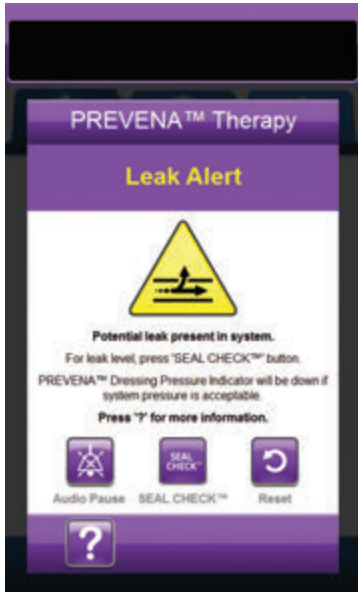 PREVENA™ Therapy
Leak Alert
Potential leak present in system.
For leak level, press 'SEAL CHECK™' button.
PREVENA™ Dressing Pressure Indicator will be down if
system pressure is acceptable.
Press '?' for more information.
SEAL
CHECK™
Audio Pause SEAL CHECK™ Reset
?